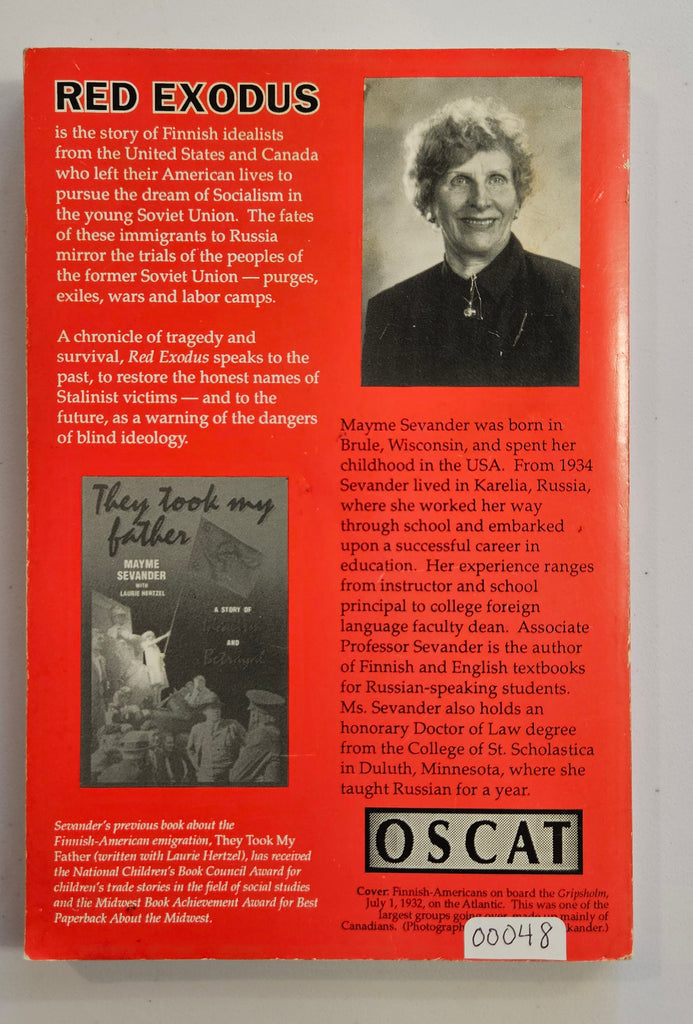 RED EXODUS
is the story of Finnish idealists
from the United States and Canada
who left their American lives to
pursue the dream of Socialism in
the young Soviet Union. The fates
of these immigrants to Russia
mirror the trials of the peoples of
the former Soviet Union — purges,
exiles, wars and labor camps.
A chronicle of tragedy and
survival, Red Exodus speaks to the
past, to restore the honest names of
Stalinist victims — and to the
future, as a warning of the dangers
of blind ideology.
They took my
father
MAYME
SEVANDER
WITH
LAURIE HERTZEL
A STORY OF
AND
Betrayal
Sevander's previous book about the
Finnish-American emigration, They Took My
Father (written with Laurie Hertzel), has received
the National Children's Book Council Award for
children's trade stories in the field of social studies
and the Midwest Book Achievement Award for Best
Paperback About the Midwest.
Mayme Sevander was born in
Brule, Wisconsin, and spent her
childhood in the USA. From 1934
Sevander lived in Karelia, Russia,
where she worked her way
through school and embarked
upon a successful career in
education. Her experience ranges
from instructor and school
principal to college foreign
language faculty dean. Associate
Professor Sevander is the author
of Finnish and English textbooks
for Russian-speaking students.
Ms. Sevander also holds an
honorary Doctor of Law degree
from the College of St. Scholastica
in Duluth, Minnesota, where she
taught Russian for a year.
OSCAT
Cover: Finnish-Americans on board the Gripsholm,
July 1, 1932, on the Atlantic. This was one of the
largest groups going over, made up mainly of
Canadians. (Photograph kander.)
00048